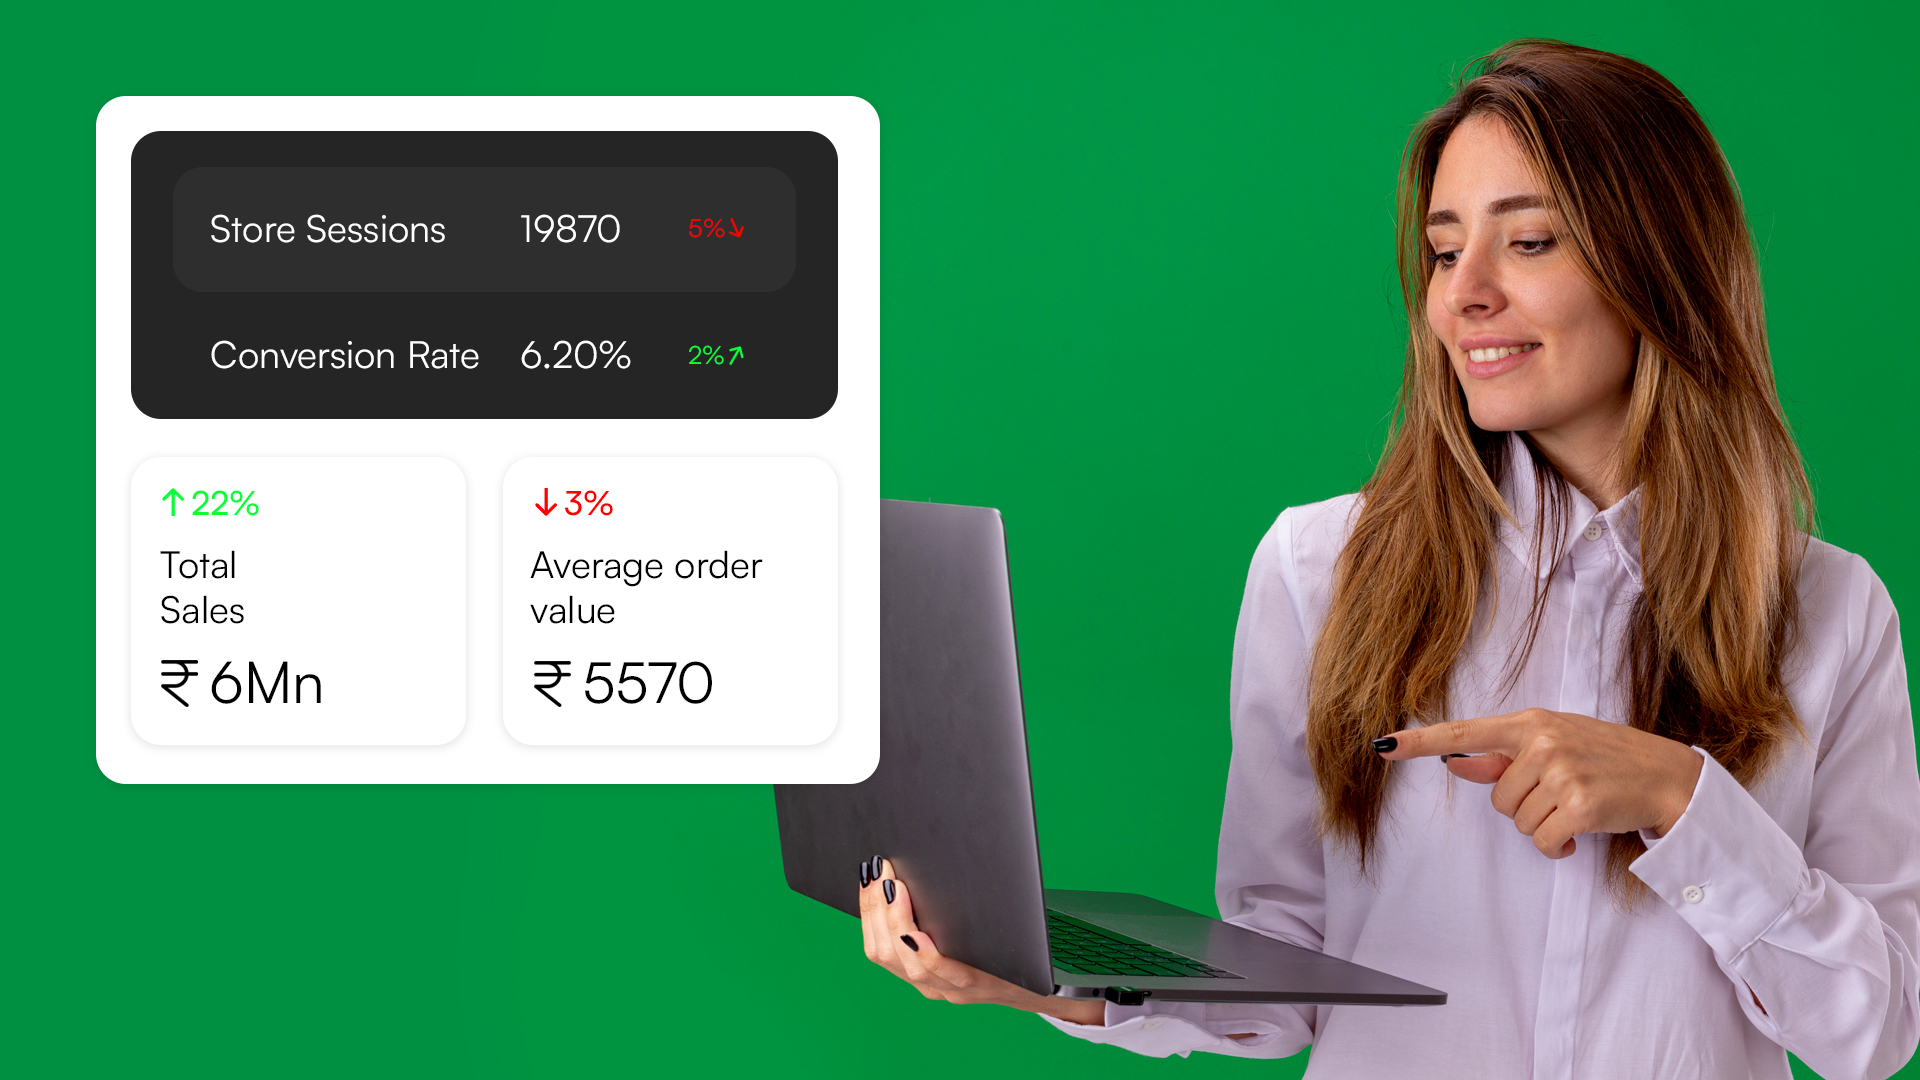 Store Sessions 19870 5%↘
Conversion Rate 6.20% 2%↗
↑22%
Total
Sales
₹ 6Mn
↓3%
Average order
value
₹ 5570